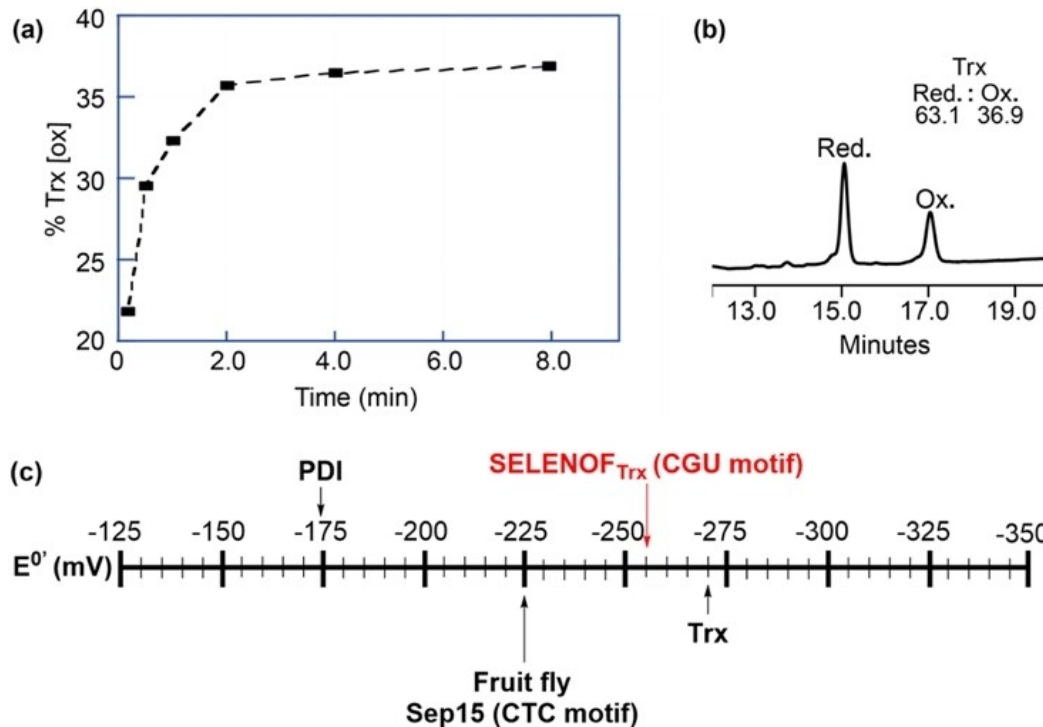 (a)
40
35
30
25
20
% Trx [ox]
0 2.0 4.0 6.0 8.0
Time (min)
(b)
Trx
Red. : Ox.
63.1 36.9
Red.
Ox.
13.0 15.0 17.0 19.0
Minutes
(c)
PDI
SELENOFTrx (CGU motif)
-125 -150 -175 -200 -225 -250 -275 -300 -325 -350
E0' (mV)
Trx
Fruit fly
Sep15 (CTC motif)